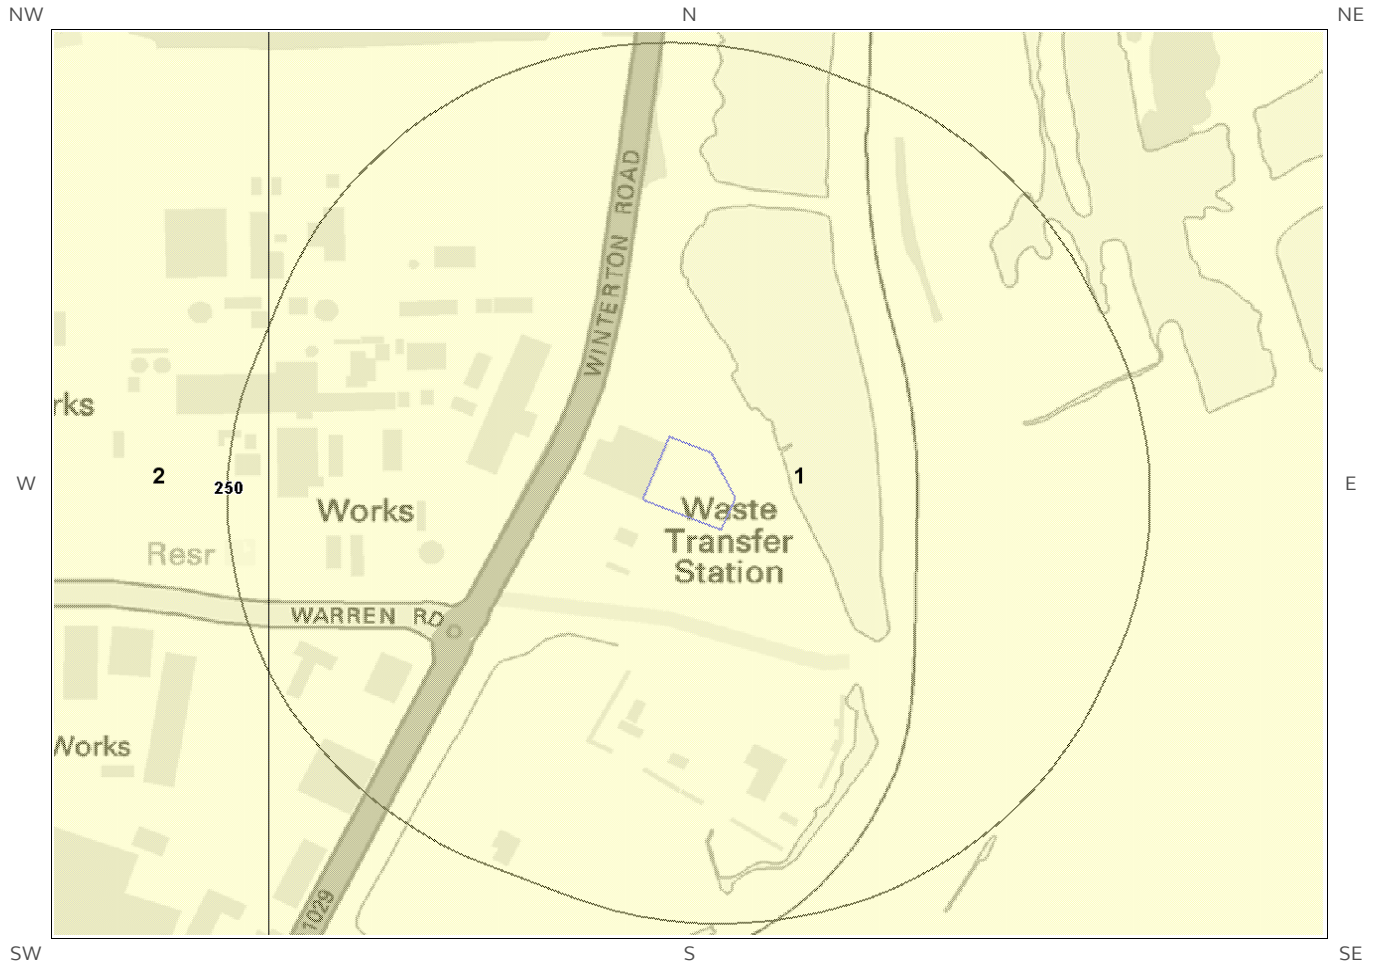 NW
N
NE
WINTERTON ROAD
rks
2
250
1
W
E
Works
Waste
Transfer
Station
Resr
WARREN RD
Works
1029
SW
S
SE